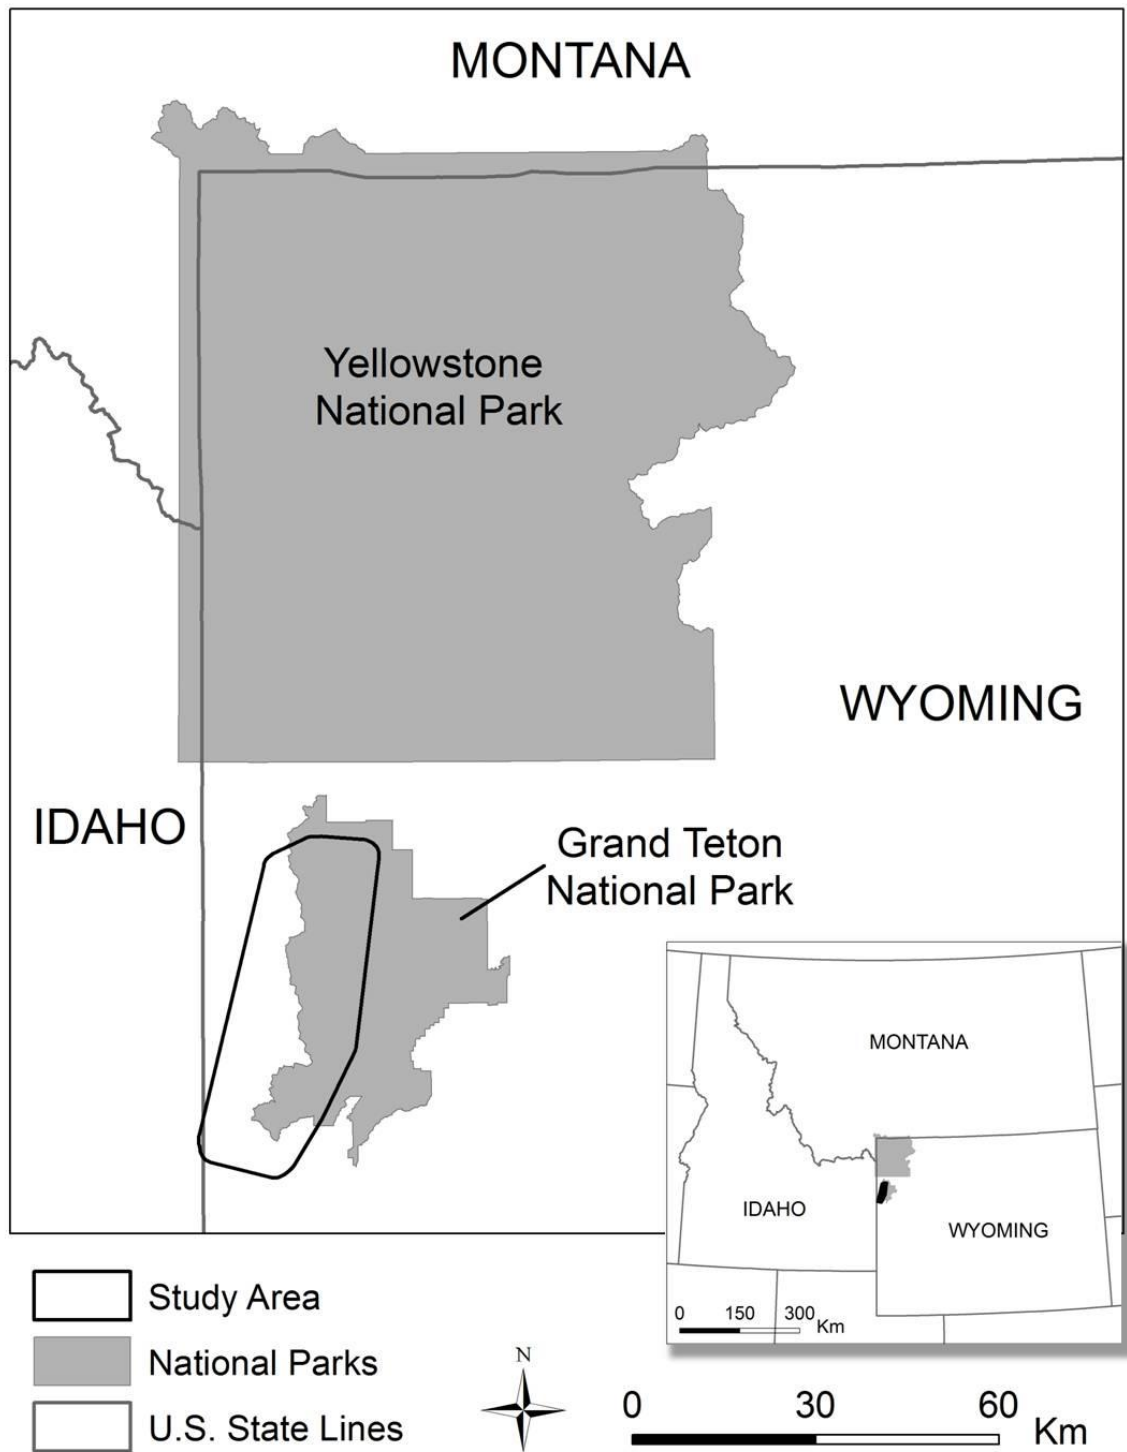 MONTANA
Yellowstone
National Park
WYOMING
IDAHO
Grand Teton
National Park
MONTANA
IDAHO
WYOMING
0 150 300
Km
Study Area
National Parks
U.S. State Lines
N
0 30 60
Km